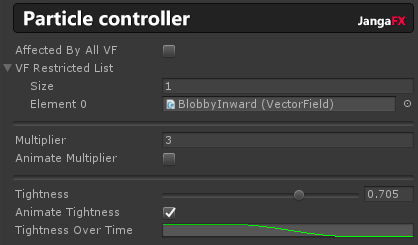 Particle controller
JangaFX
Affected By All VF
VF Restricted List
Size 1
Element 0 BlobbyInward (VectorField)
Multiplier 3
Animate Multiplier
Tightness 0.705
Animate Tightness
Tightness Over Time